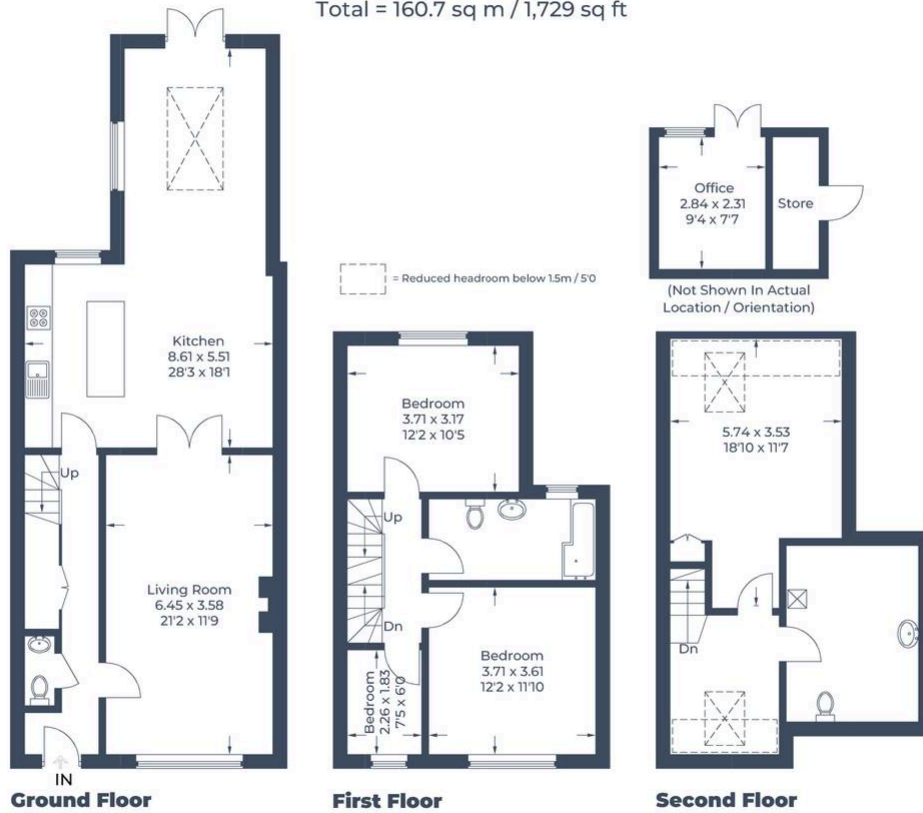 Total = 160.7 sq m / 1,729 sq ft
Office
2.84 x 2.31
9'4 x 7'7
Store
(Not Shown In Actual
Location / Orientation)
= Reduced headroom below 1.5m / 5'0
Kitchen
8.61 x 5.51
28'3 x 18'1
Up
Living Room
6.45 x 3.58
21'2 x 11'9
IN
Ground Floor
Bedroom
3.71 x 3.17
12'2 x 10'5
Up
Dn
Bedroom
2.26 x 1.83
7'5 x 6'0
Bedroom
3.71 x 3.61
12'2 x 11'10
First Floor
5.74 x 3.53
18'10 x 11'7
Dn
Second Floor